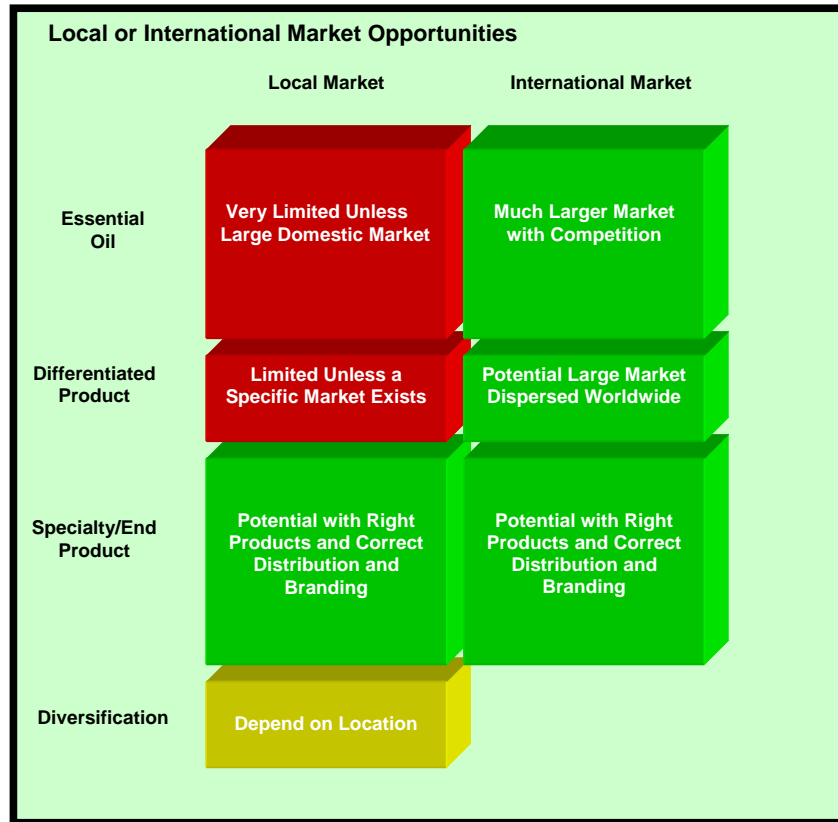 Local or International Market Opportunities
Local Market
International Market
Essential
Oil
Very Limited Unless
Large Domestic Market
Much Larger Market
with Competition
Differentiated
Product
Limited Unless a
Specific Market Exists
Potential Large Market
Dispersed Worldwide
Specialty/End
Product
Potential with Right
Products and Correct
Distribution and
Branding
Potential with Right
Products and Correct
Distribution and
Branding
Diversification
Depend on Location